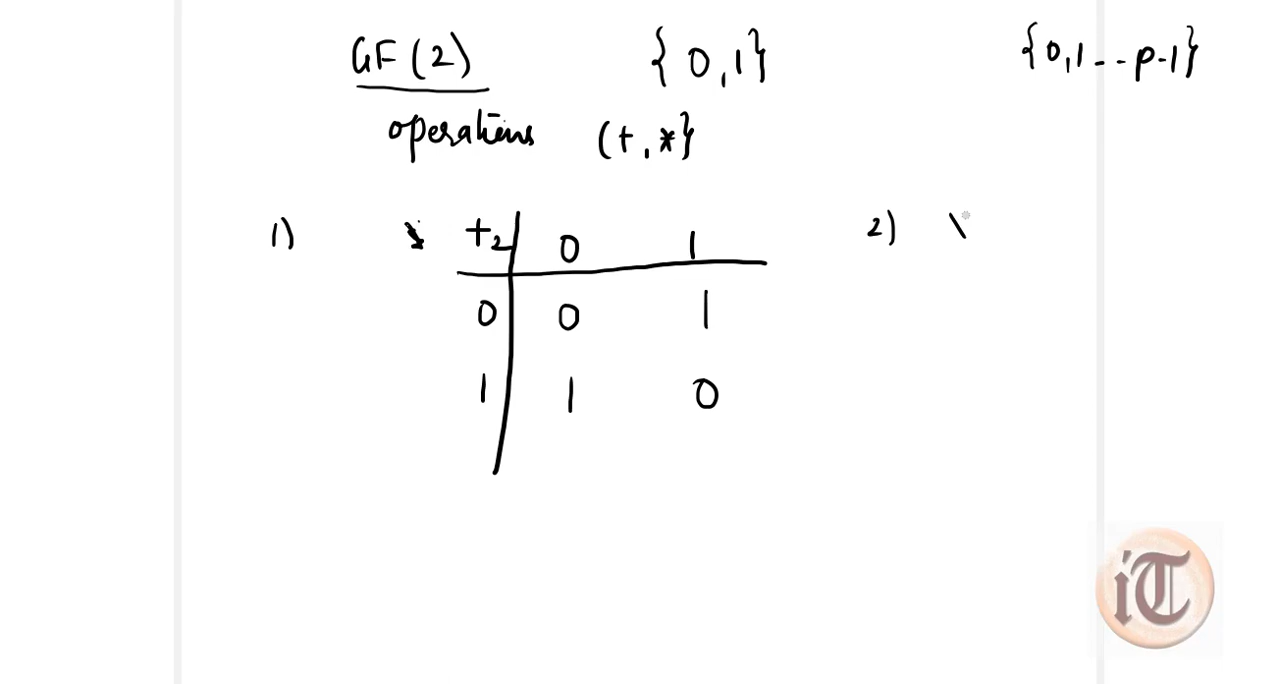 GF(2) {0,1} {0,1--p-1}
operations (+,*}
1) +2 0 1 2)
0 0 1
1 1 0
iT